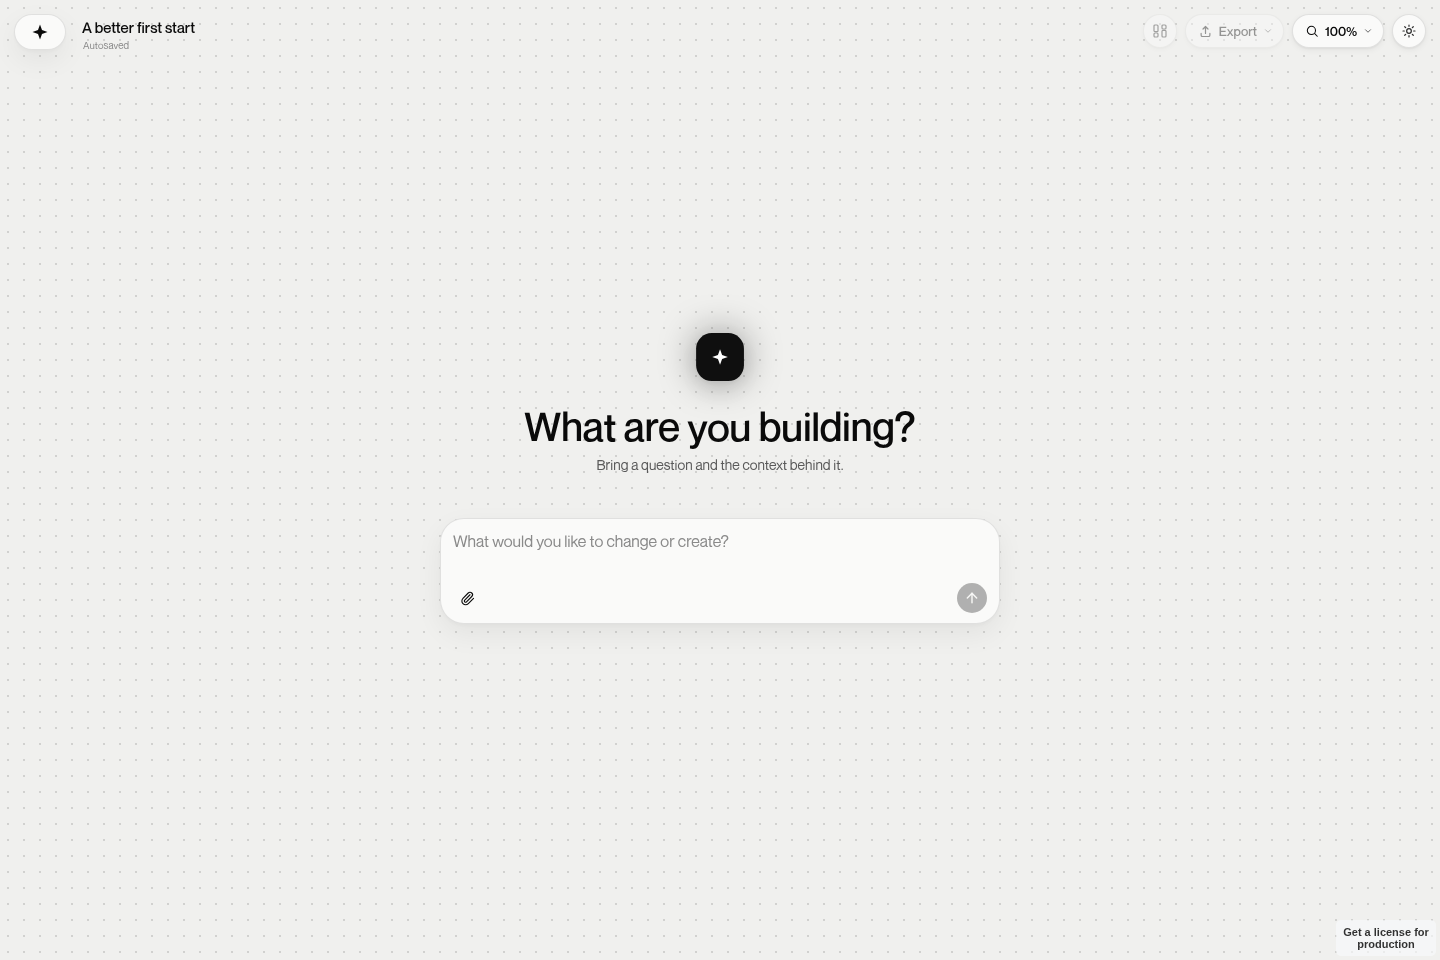 A better first start
Autosaved
Export
100%
What are you building?
Bring a question and the context behind it.
What would you like to change or create?
Get a license for
production